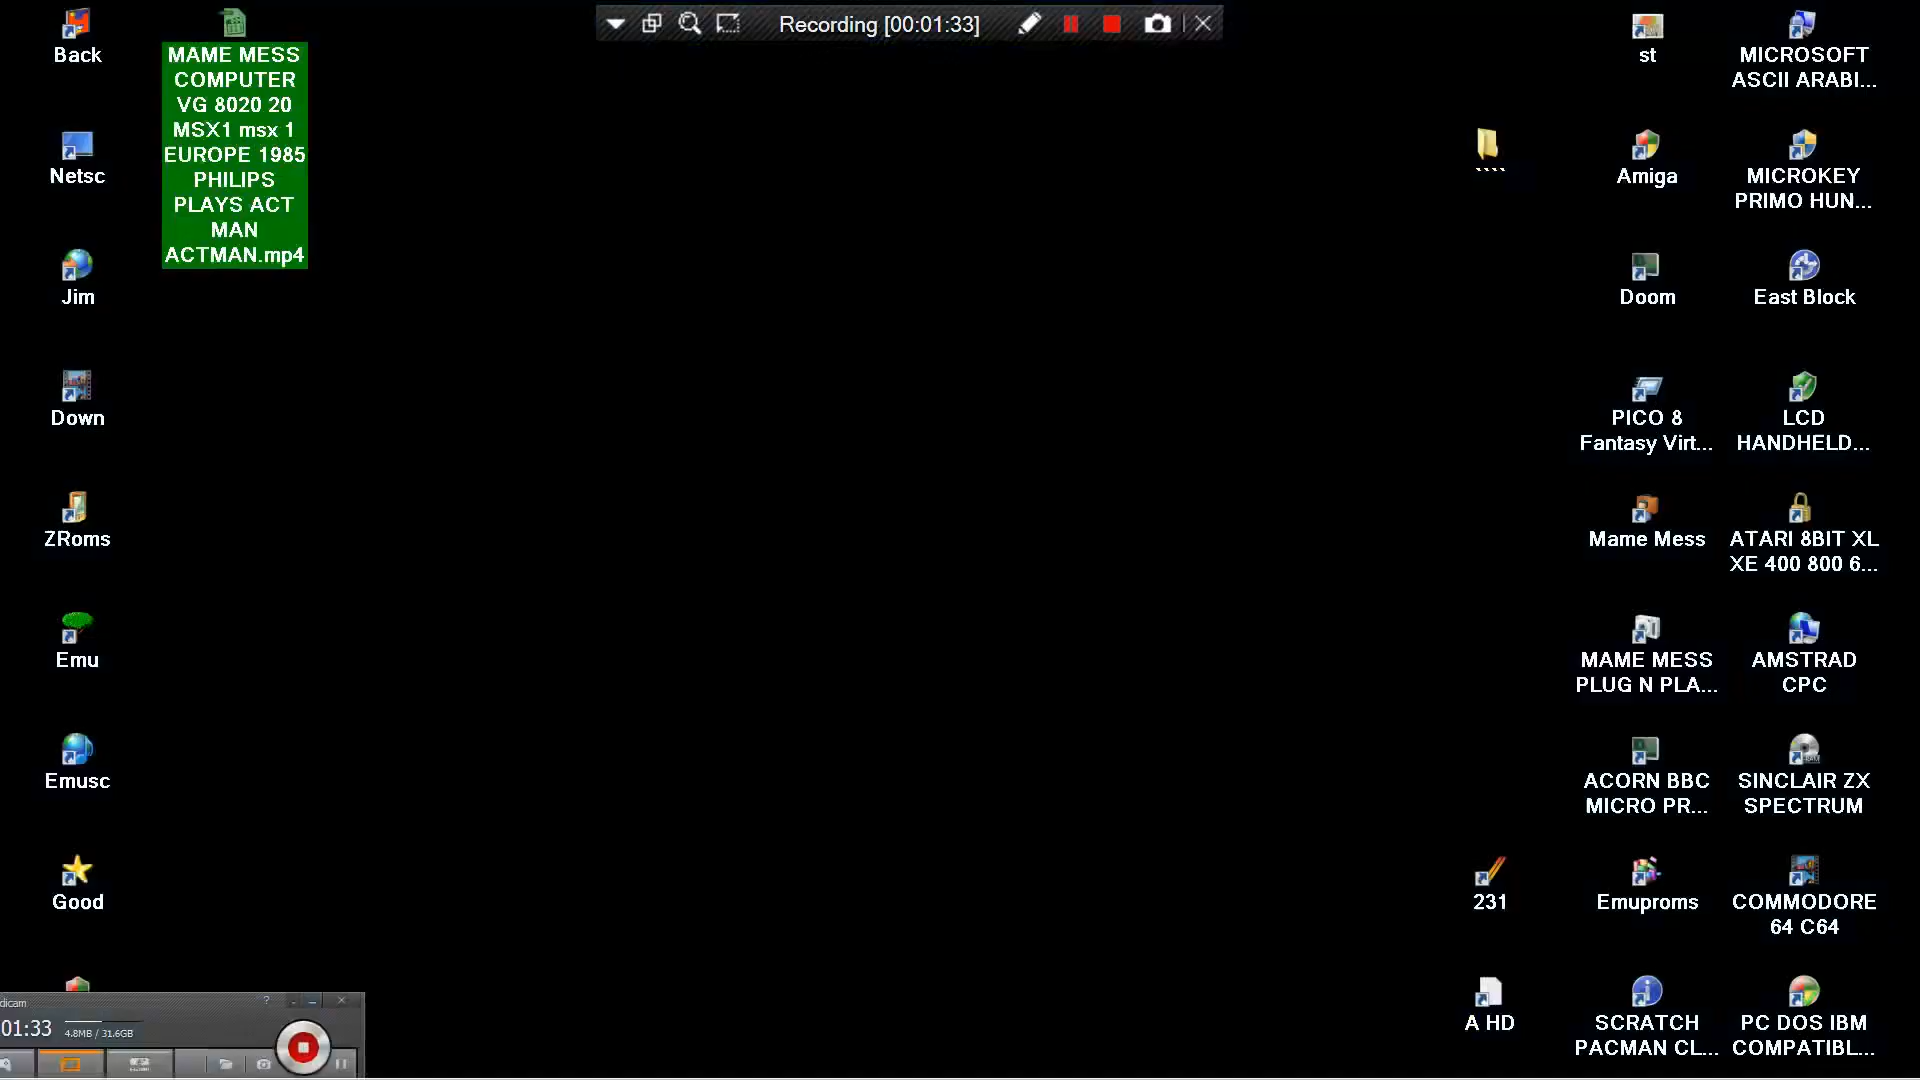 Recording [00:01:33]
Back
MAME MESS
COMPUTER
VG 8020 20
MSX1 msx 1
EUROPE 1985
PHILIPS
PLAYS ACT
MAN
ACTMAN.mp4
Netsc
Jim
Down
ZRoms
Emu
Emusc
Good
....
231
A HD
st
Amiga
Doom
PICO 8
Fantasy Virt...
Mame Mess
MAME MESS
PLUG N PLA...
ACORN BBC
MICRO PR...
Emuproms
SCRATCH
PACMAN CL...
MICROSOFT
ASCII ARABI...
MICROKEY
PRIMO HUN...
East Block
LCD
HANDHELD...
ATARI 8BIT XL
XE 400 800 6...
AMSTRAD
CPC
SINCLAIR ZX
SPECTRUM
COMMODORE
64 C64
PC DOS IBM
COMPATIBL...
dicam
01:33
4.8MB / 31.6GB